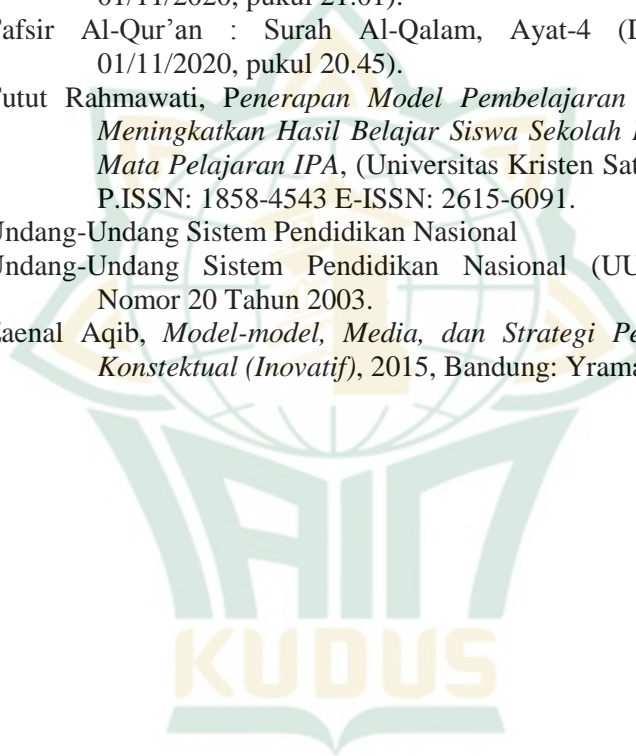 01/11/2020, pukul 21.01).
afsir Al-Qur’an : Surah Al-Qalam, Ayat-4
01/11/2020, pukul 20.45).
utut Rahmawati, Penerapan Model Pembelajaran
Meningkatkan Hasil Belajar Siswa Sekolah
Mata Pelajaran IPA, (Universitas Kristen Sat
P.ISSN: 1858-4543 E-ISSN: 2615-6091.
Undang-Undang Sistem Pendidikan Nasional
Undang-Undang Sistem Pendidikan Nasional (UU
Nomor 20 Tahun 2003.
Zaenal Aqib, Model-model, Media, dan Strategi Pe
Konstektual (Inovatif), 2015, Bandung: Yrama
IAIN
KUDUS